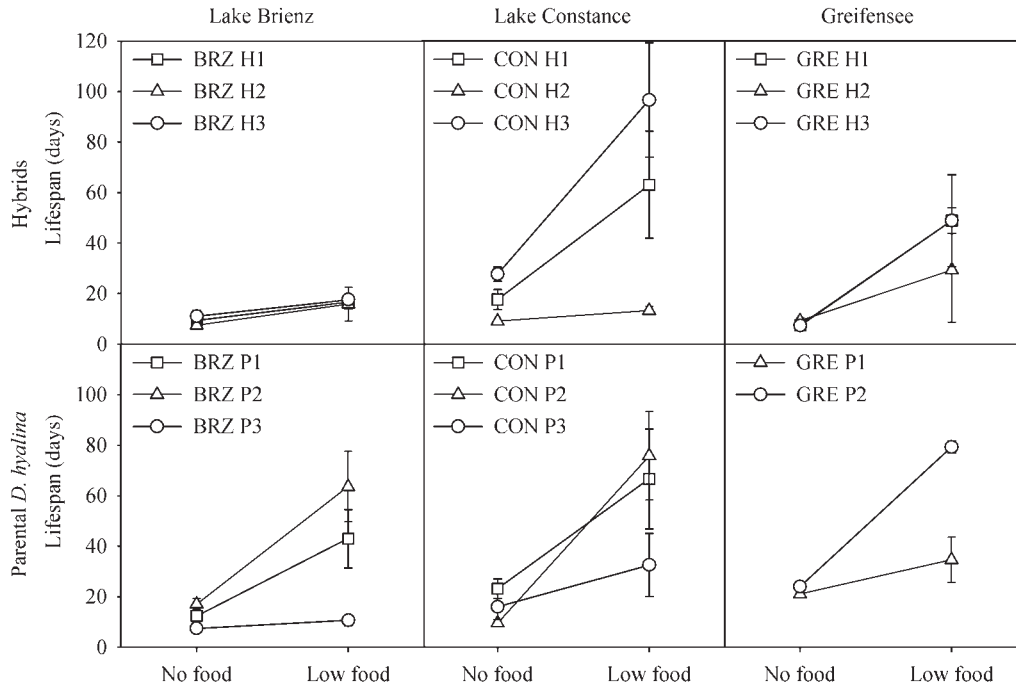 Lake Brienz
Lake Constance
Greifensee
Hybrids
Lifespan (days)
120
100
80
60
40
20
0
BRZ H1
BRZ H2
BRZ H3
CON H1
CON H2
CON H3
GRE H1
GRE H2
GRE H3
Parental D. hyalina
Lifespan (days)
100
80
60
40
20
0
BRZ P1
BRZ P2
BRZ P3
CON P1
CON P2
CON P3
GRE P1
GRE P2
No food
Low food
No food
Low food
No food
Low food